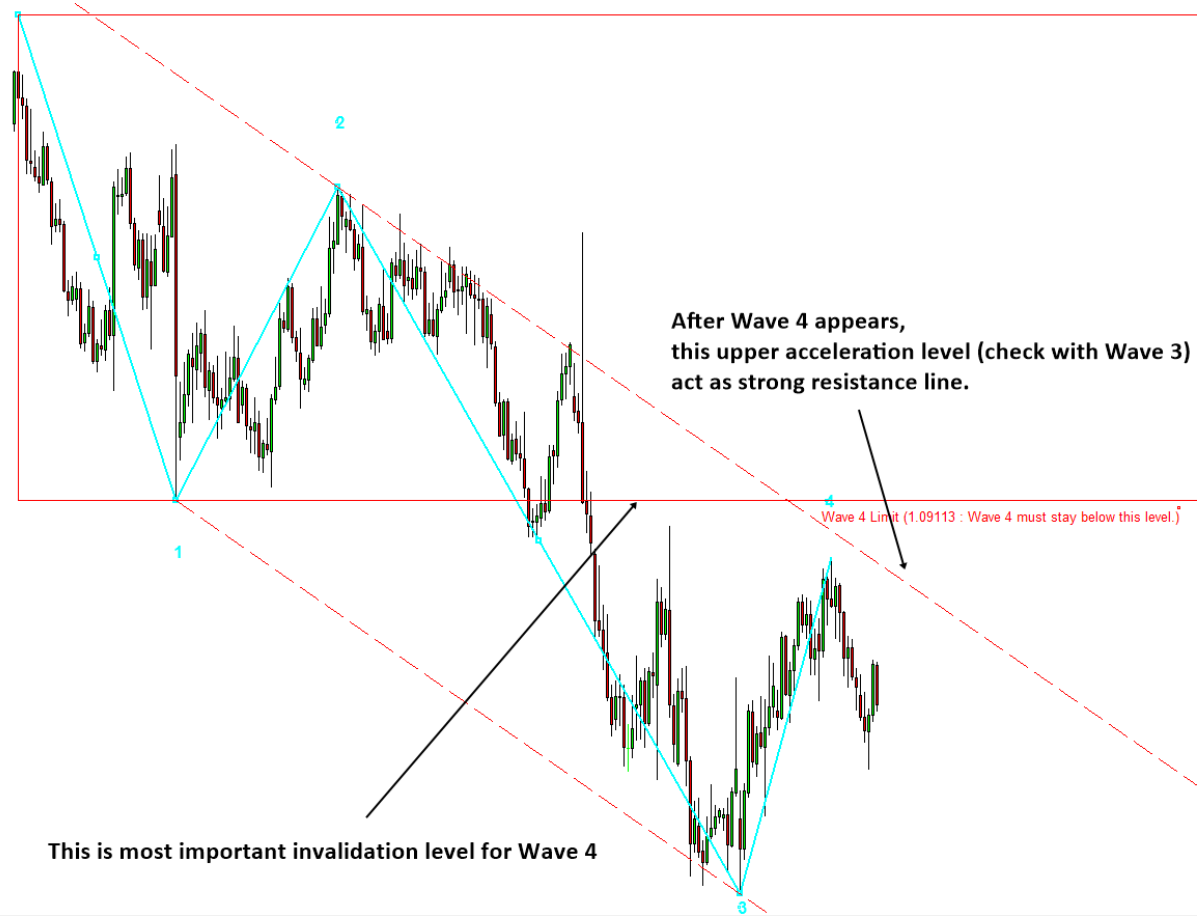 2
After Wave 4 appears,
this upper acceleration level (check with Wave 3)
act as strong resistance line.
4
Wave 4 Limit (1.09113 : Wave 4 must stay below this level.)
1
This is most important invalidation level for Wave 4
3